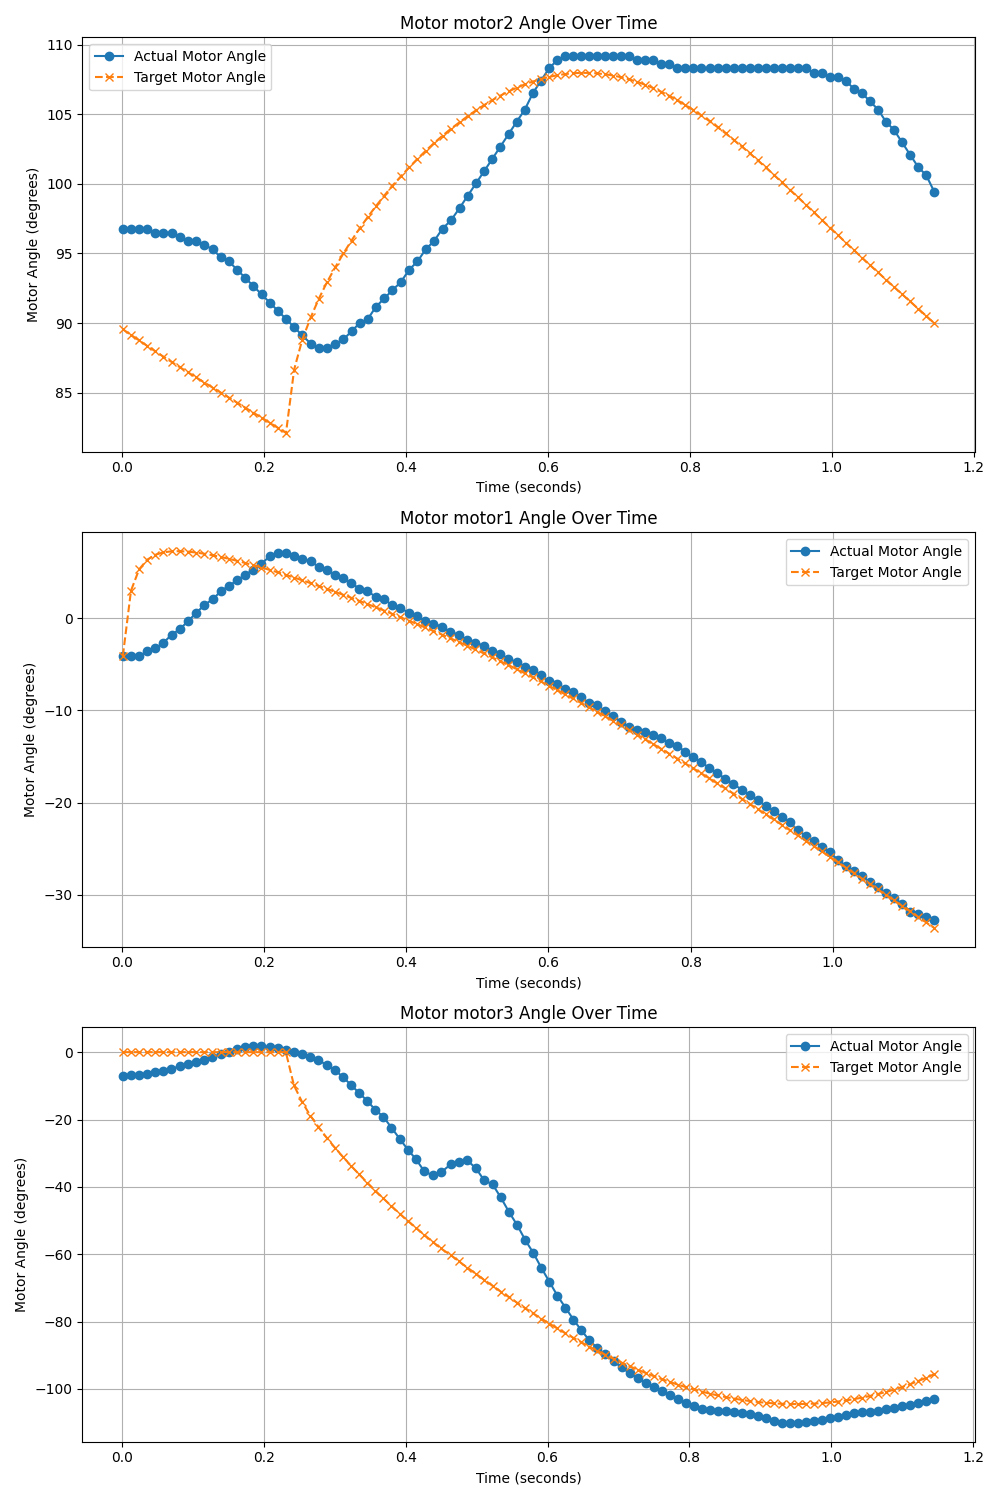 Motor motor2 Angle Over Time
Actual Motor Angle
Target Motor Angle
Motor Angle (degrees)
110
105
100
95
90
85
0.0 0.2 0.4 0.6 0.8 1.0 1.2
Time (seconds)
Motor motor1 Angle Over Time
Actual Motor Angle
Target Motor Angle
Motor Angle (degrees)
0
−10
−20
−30
0.0 0.2 0.4 0.6 0.8 1.0
Time (seconds)
Motor motor3 Angle Over Time
Actual Motor Angle
Target Motor Angle
Motor Angle (degrees)
0
−20
−40
−60
−80
−100
0.0 0.2 0.4 0.6 0.8 1.0 1.2
Time (seconds)